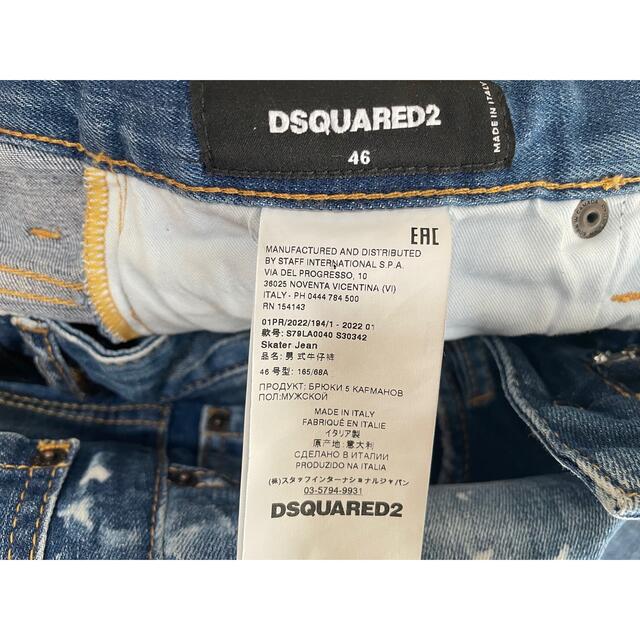 DSQUARED2
46
MADE IN ITALY
EAC
MANUFACTURED AND DISTRIBUTED
BY STAFF INTERNATIONAL S.P.A.
VIA DEL PROGRESSO, 10
36025 NOVENTA VICENTINA (VI)
ITALY - PH 0444 784 500
RN 154143
01PR/2022/194/1 - 2022 01
款号: S79LA0040 S30342
Skater Jean
品名: 男式牛仔裤
46 号型: 165/68A
ПРОДУКТ: БРЮКИ 5 КАРМАНОВ
ПОЛ:МУЖСКОЙ
MADE IN ITALY
FABRIQUÉ EN ITALIE
イタリア製
原产地: 意大利
СДЕЛАНО В ИТАЛИИ
PRODUZIDO NA ITALIA
(株)スタッフインターナショナルジャパン
03-5794-9931
DSQUARED2